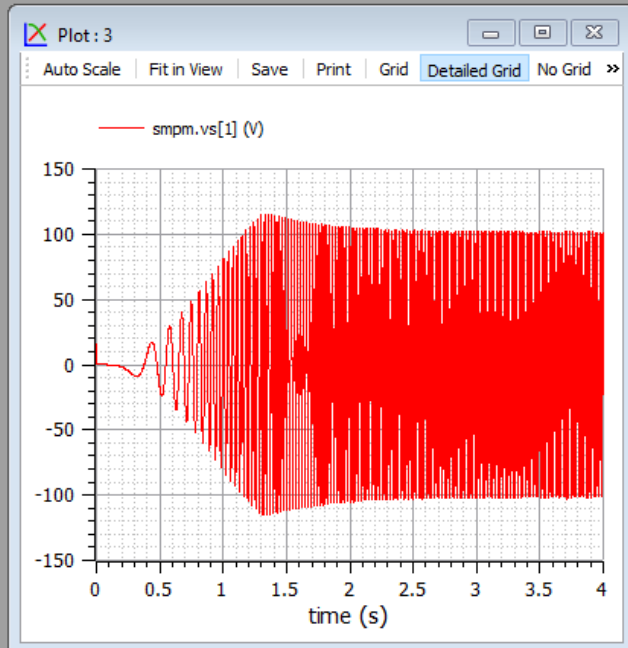 Plot : 3
Auto Scale Fit in View Save Print Grid Detailed Grid No Grid »
smpm.vs[1] (V)
150
100
50
0
-50
-100
-150
0 0.5 1 1.5 2 2.5 3 3.5 4
time (s)